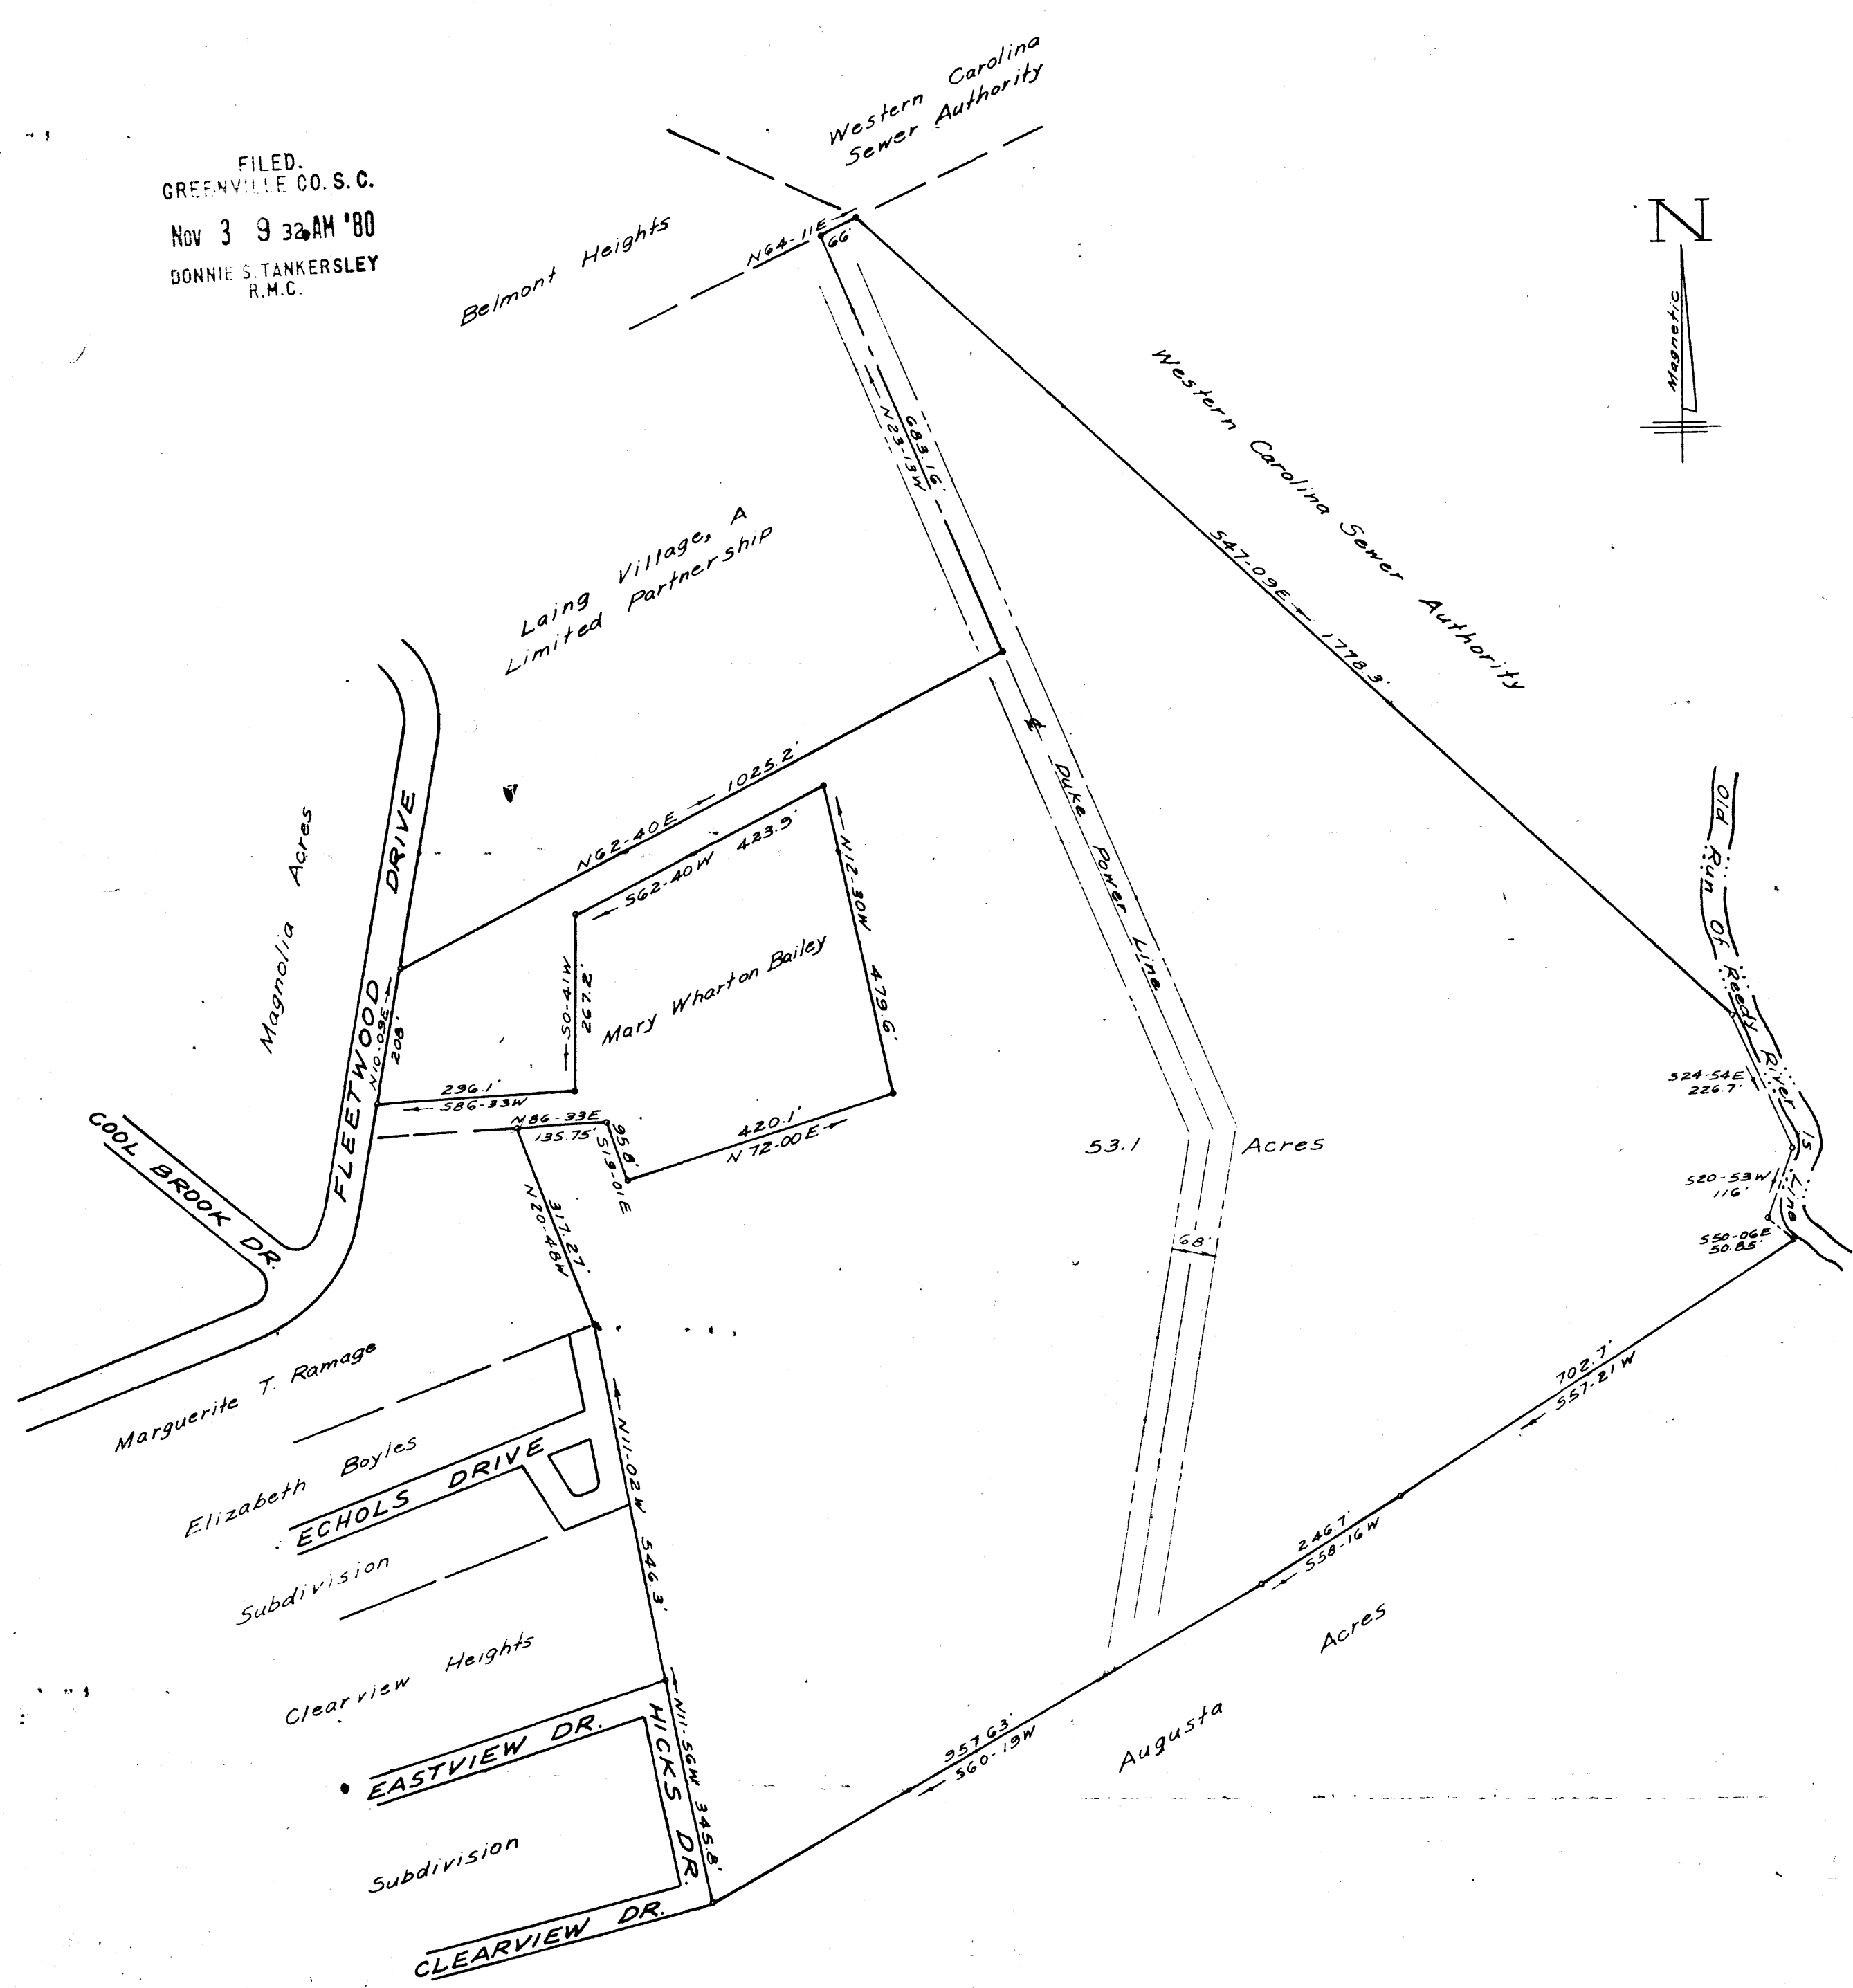 FILED.
GREENVILLE CO. S. C.
Nov 3 9 32 AM '80
DONNIE S. TANKERSLEY
R.M.C.
Western Carolina
Sewer Authority
N
Magnetic
Belmont Heights
N64-11E
66'
683.16'
N23-13W
Western Carolina Sewer Authority
S47-09E 1778.3'
Laing Village, A
Limited Partnership
N62-40E 1025.2'
S62-40W 423.9'
N12-30W 479.6'
S0-41W
267.2'
Mary Wharton Bailey
Magnolia Acres
FLEETWOOD DRIVE
N10-09E
208'
296.1'
S86-33W
N86-33E
135.75'
95.8'
S19-01E
420.1'
N 72-00E
COOL BROOK DR.
℄ Duke Power Line
Old Run Of Reedy River Is Line
S24-54E
226.7'
S20-53W
116'
S50-06E
50.85'
53.1 Acres
68'
317.27'
N20-48W
Marguerite T. Ramage
Elizabeth Boyles
ECHOLS DRIVE
Subdivision
N11-02W 546.3'
Clearview Heights
EASTVIEW DR.
HICKS DR.
N11-56W 345.8'
Subdivision
CLEARVIEW DR.
702.7'
S57-21W
246.7'
S58-16W
957.63'
S60-19W
Augusta Acres